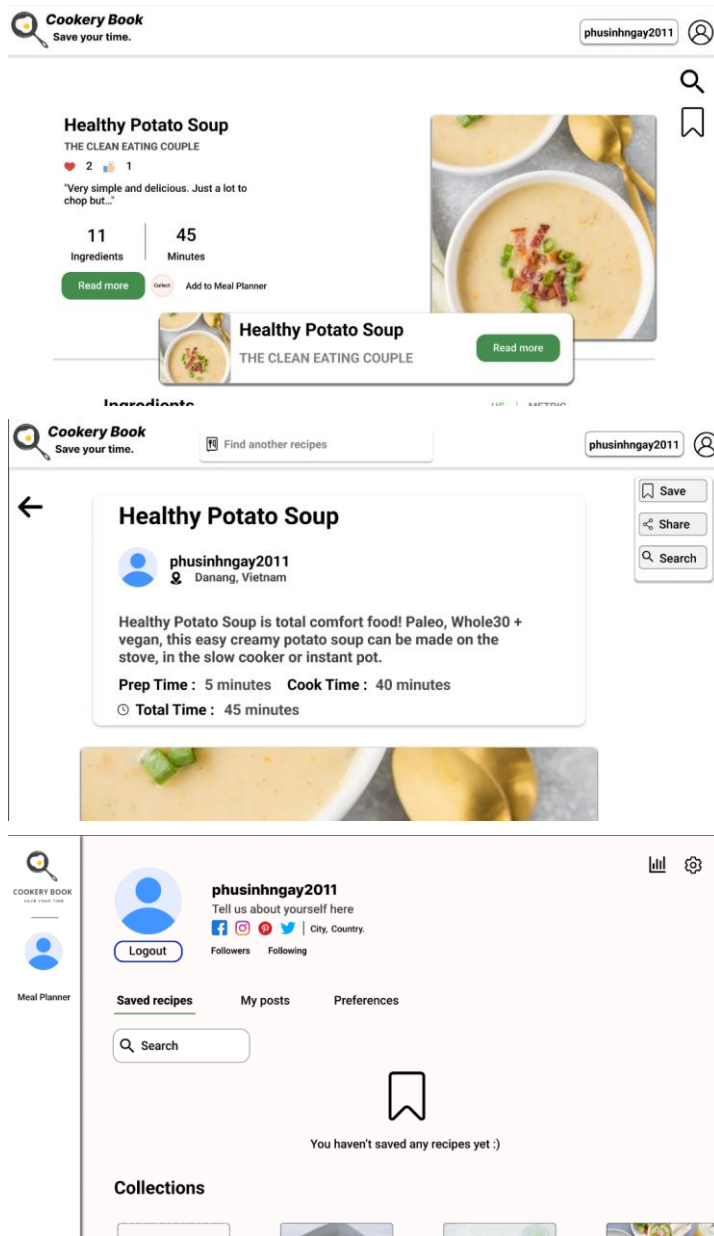 Cookery Book
Save your time.
phusinhngay2011
Healthy Potato Soup
THE CLEAN EATING COUPLE
2 1
"Very simple and delicious. Just a lot to
chop but..."
11 45
Ingredients Minutes
Read more Collect Add to Meal Planner
Healthy Potato Soup
THE CLEAN EATING COUPLE
Read more
Ingredients US | METRIC
Cookery Book
Save your time.
Find another recipes
phusinhngay2011
Save
Share
Search
Healthy Potato Soup
phusinhngay2011
Danang, Vietnam
Healthy Potato Soup is total comfort food! Paleo, Whole30 +
vegan, this easy creamy potato soup can be made on the
stove, in the slow cooker or instant pot.
Prep Time : 5 minutes Cook Time : 40 minutes
Total Time : 45 minutes
COOKERY BOOK
SAVE YOUR TIME
Meal Planner
phusinhngay2011
Tell us about yourself here
City, Country.
Logout
Followers Following
Saved recipes My posts Preferences
Search
You haven't saved any recipes yet :)
Collections